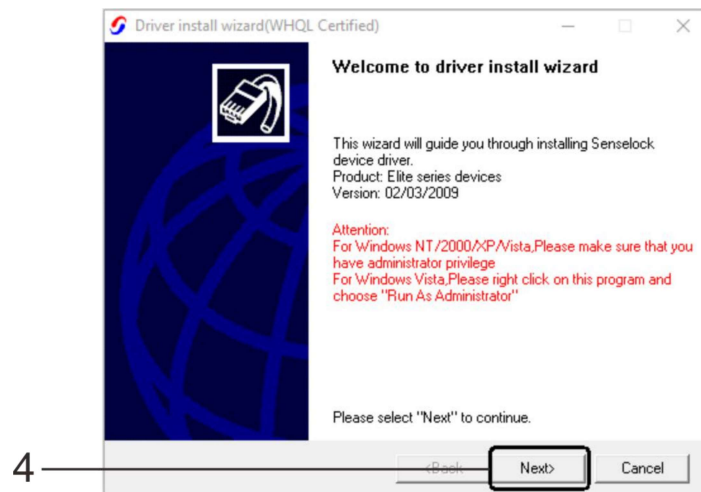 Driver install wizard(WHQL Certified)
Welcome to driver install wizard
This wizard will guide you through installing Senselock
device driver.
Product: Elite series devices
Version: 02/03/2009
Attention:
For Windows NT/2000/XP/Vista,Please make sure that you
have administrator privilege
For Windows Vista,Please right click on this program and
choose "Run As Administrator"
Please select "Next" to continue.
4
<Back
Next>
Cancel